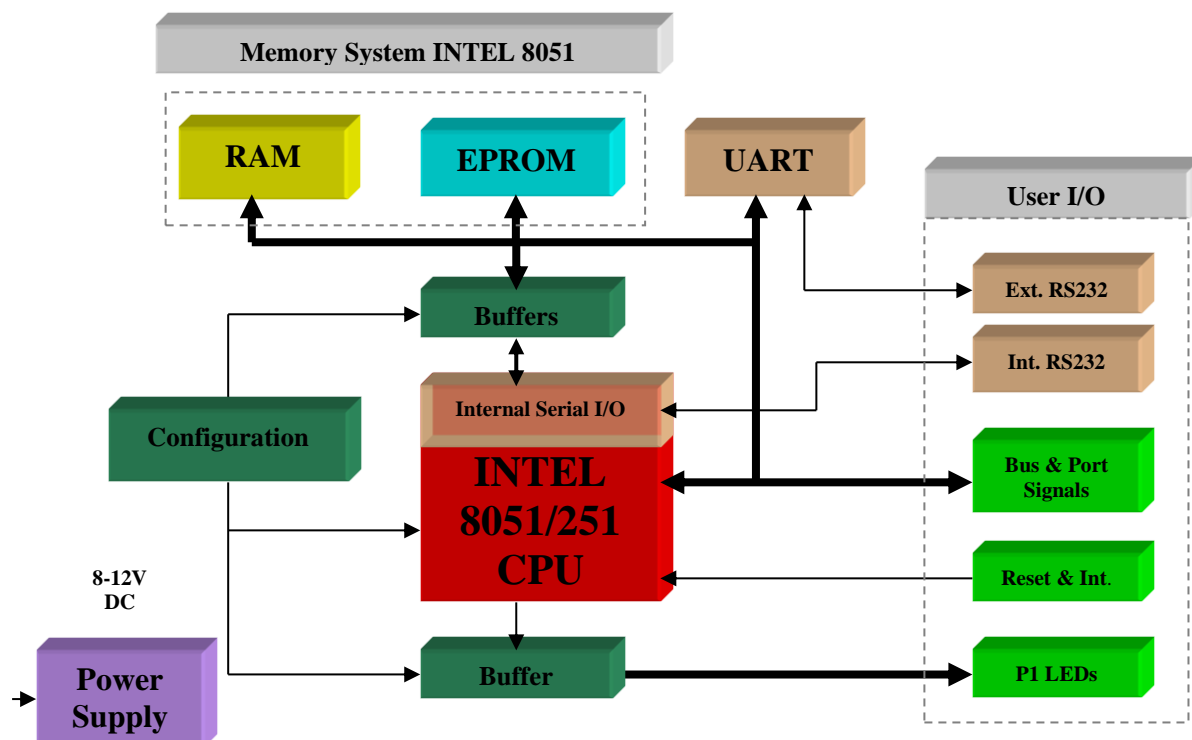 Memory System INTEL 8051
RAM
EPROM
UART
User I/O
Ext. RS232
Buffers
Int. RS232
Internal Serial I/O
Configuration
INTEL
8051/251
CPU
Bus & Port
Signals
8-12V
DC
Reset & Int.
Power
Supply
Buffer
P1 LEDs